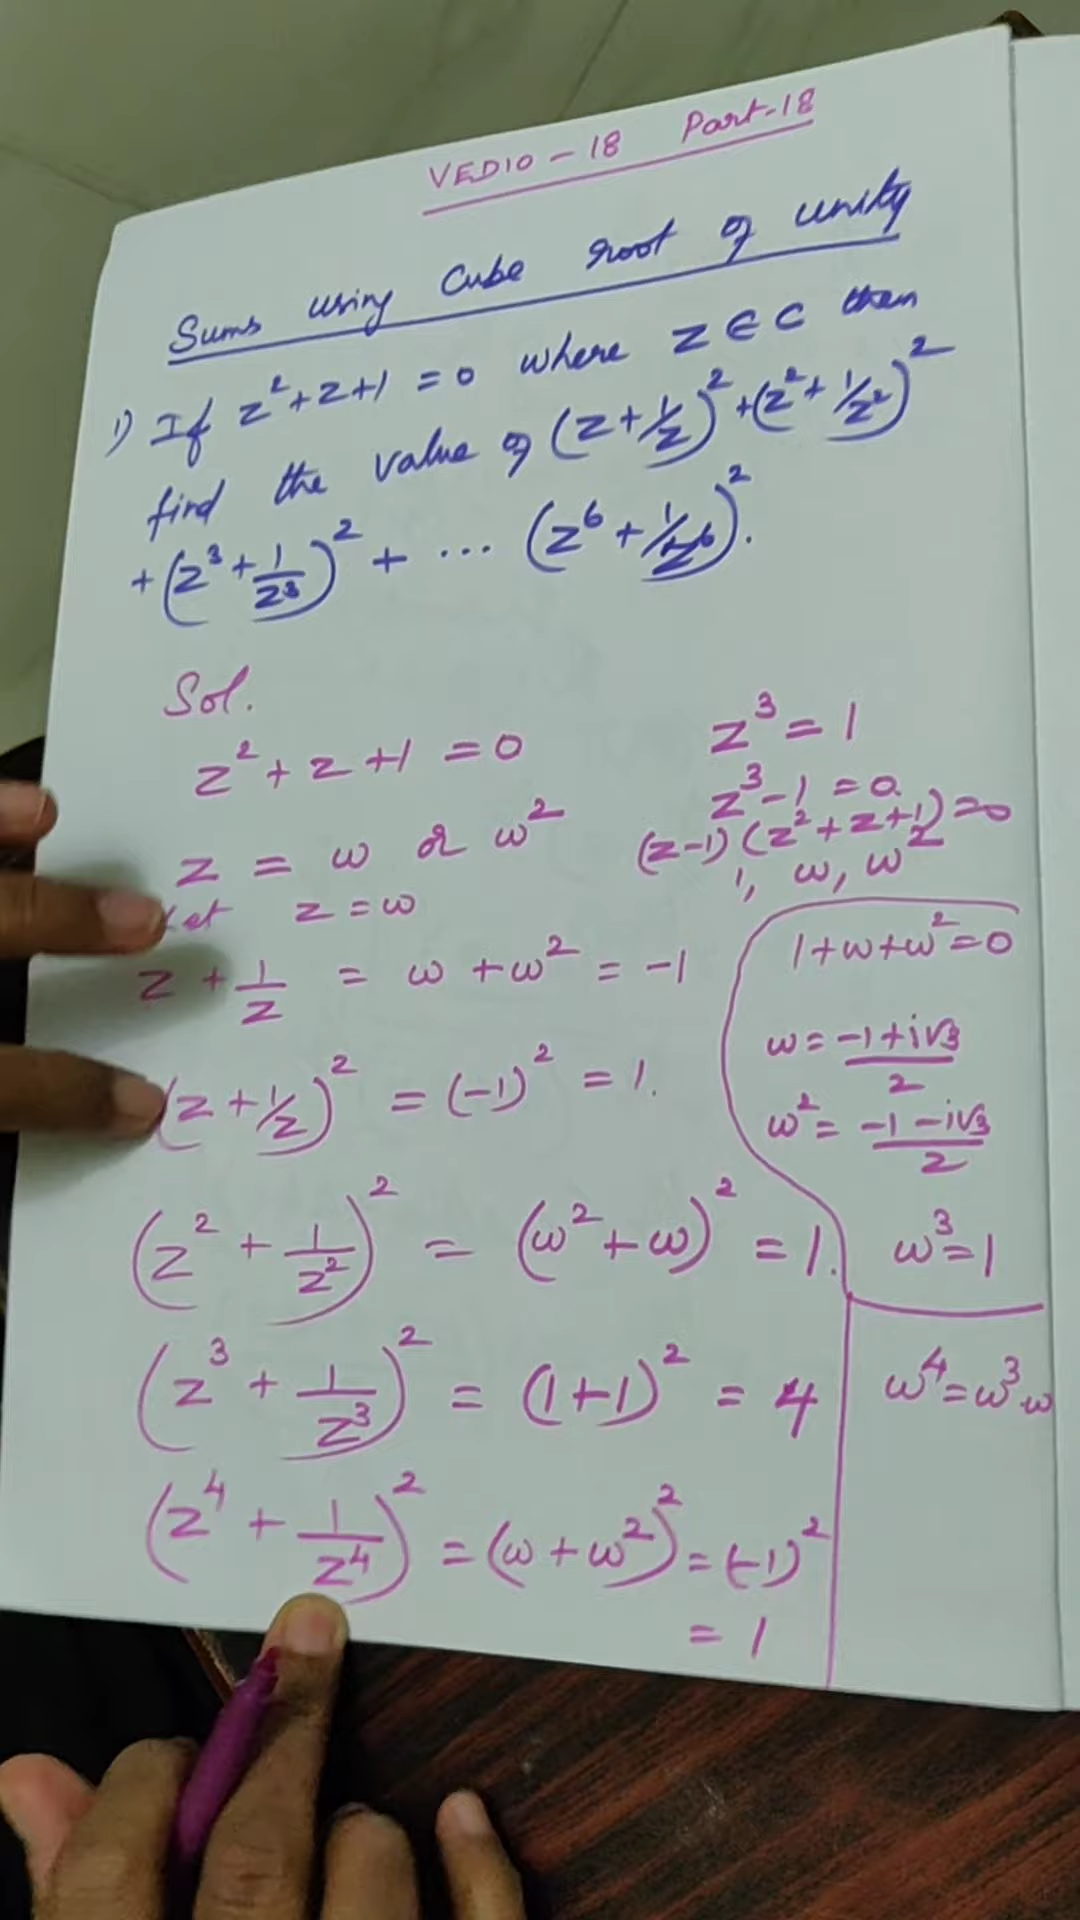 VEDIO - 18 Part-18
Sums using Cube root of unity
1) If z²+z+1 = 0 where z ∈ C then
find the value of (z+1/z)²+(z²+1/z²)²
+(z³+1/z³)² + ... (z⁶+1/z⁶)².
Sol.
z²+z+1 = 0
z = ω or ω²
Let z = ω
z + 1/z = ω + ω² = -1
(z+1/z)² = (-1)² = 1.
(z² + 1/z²)² = (ω²+ω)² = 1.
(z³ + 1/z³)² = (1+1)² = 4
(z⁴ + 1/z⁴)² = (ω + ω²)² = (-1)²
= 1
z³ = 1
z³-1 = 0
(z-1)(z²+z+1)=0
1, ω, ω²
1+ω+ω²=0
ω = (-1+i√3)/2
ω² = (-1-i√3)/2
ω³=1
ω⁴=ω³.ω